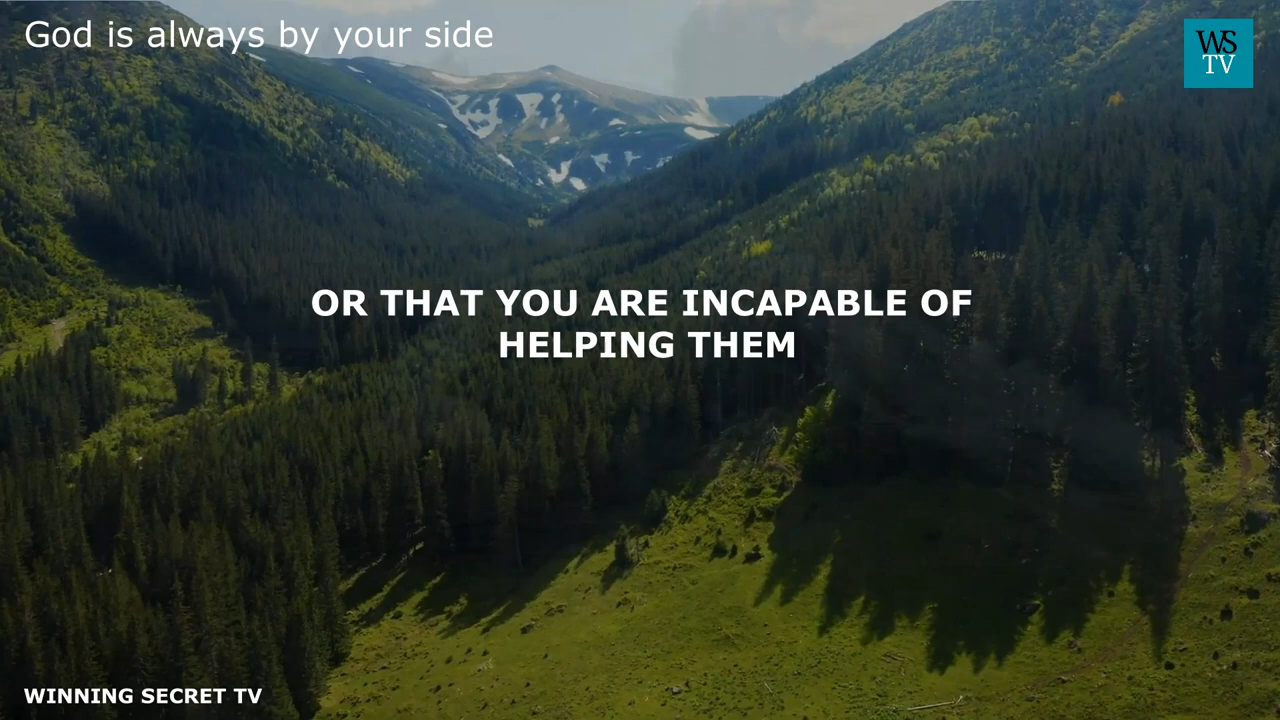 God is always by your side
WS
TV
OR THAT YOU ARE INCAPABLE OF
HELPING THEM
WINNING SECRET TV